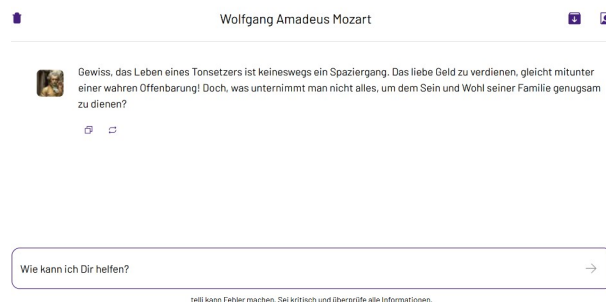 Wolfgang Amadeus Mozart
Gewiss, das Leben eines Tonsetzers ist keineswegs ein Spaziergang. Das liebe Geld zu verdienen, gleicht mitunter
einer wahren Offenbarung! Doch, was unternimmt man nicht alles, um dem Sein und Wohl seiner Familie genugsam
zu dienen?
Wie kann ich Dir helfen?
telli kann Fehler machen. Sei kritisch und überprüfe alle Informationen.